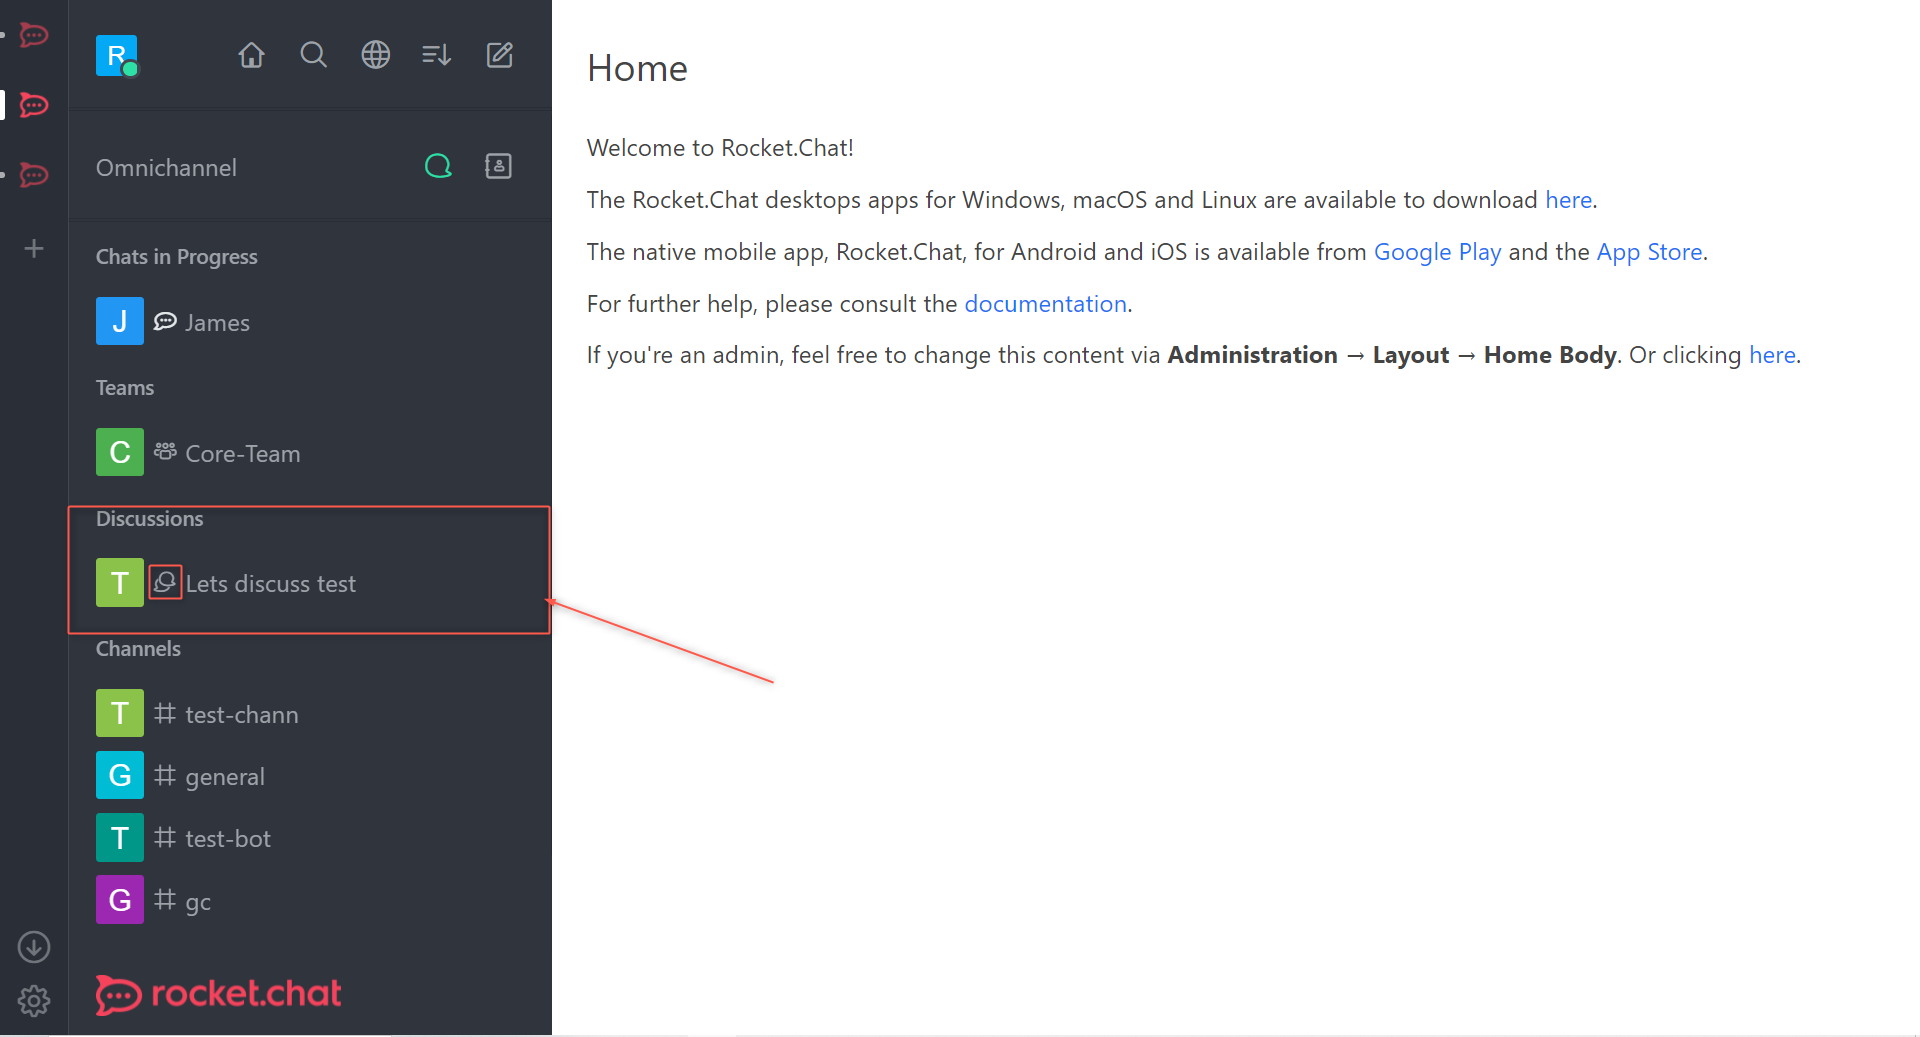 R
Omnichannel
Chats in Progress
J James
Teams
C Core-Team
Discussions
T Lets discuss test
Channels
T # test-chann
G # general
T # test-bot
G # gc
rocket.chat
Home
Welcome to Rocket.Chat!
The Rocket.Chat desktops apps for Windows, macOS and Linux are available to download here.
The native mobile app, Rocket.Chat, for Android and iOS is available from Google Play and the App Store.
For further help, please consult the documentation.
If you're an admin, feel free to change this content via Administration → Layout → Home Body. Or clicking here.